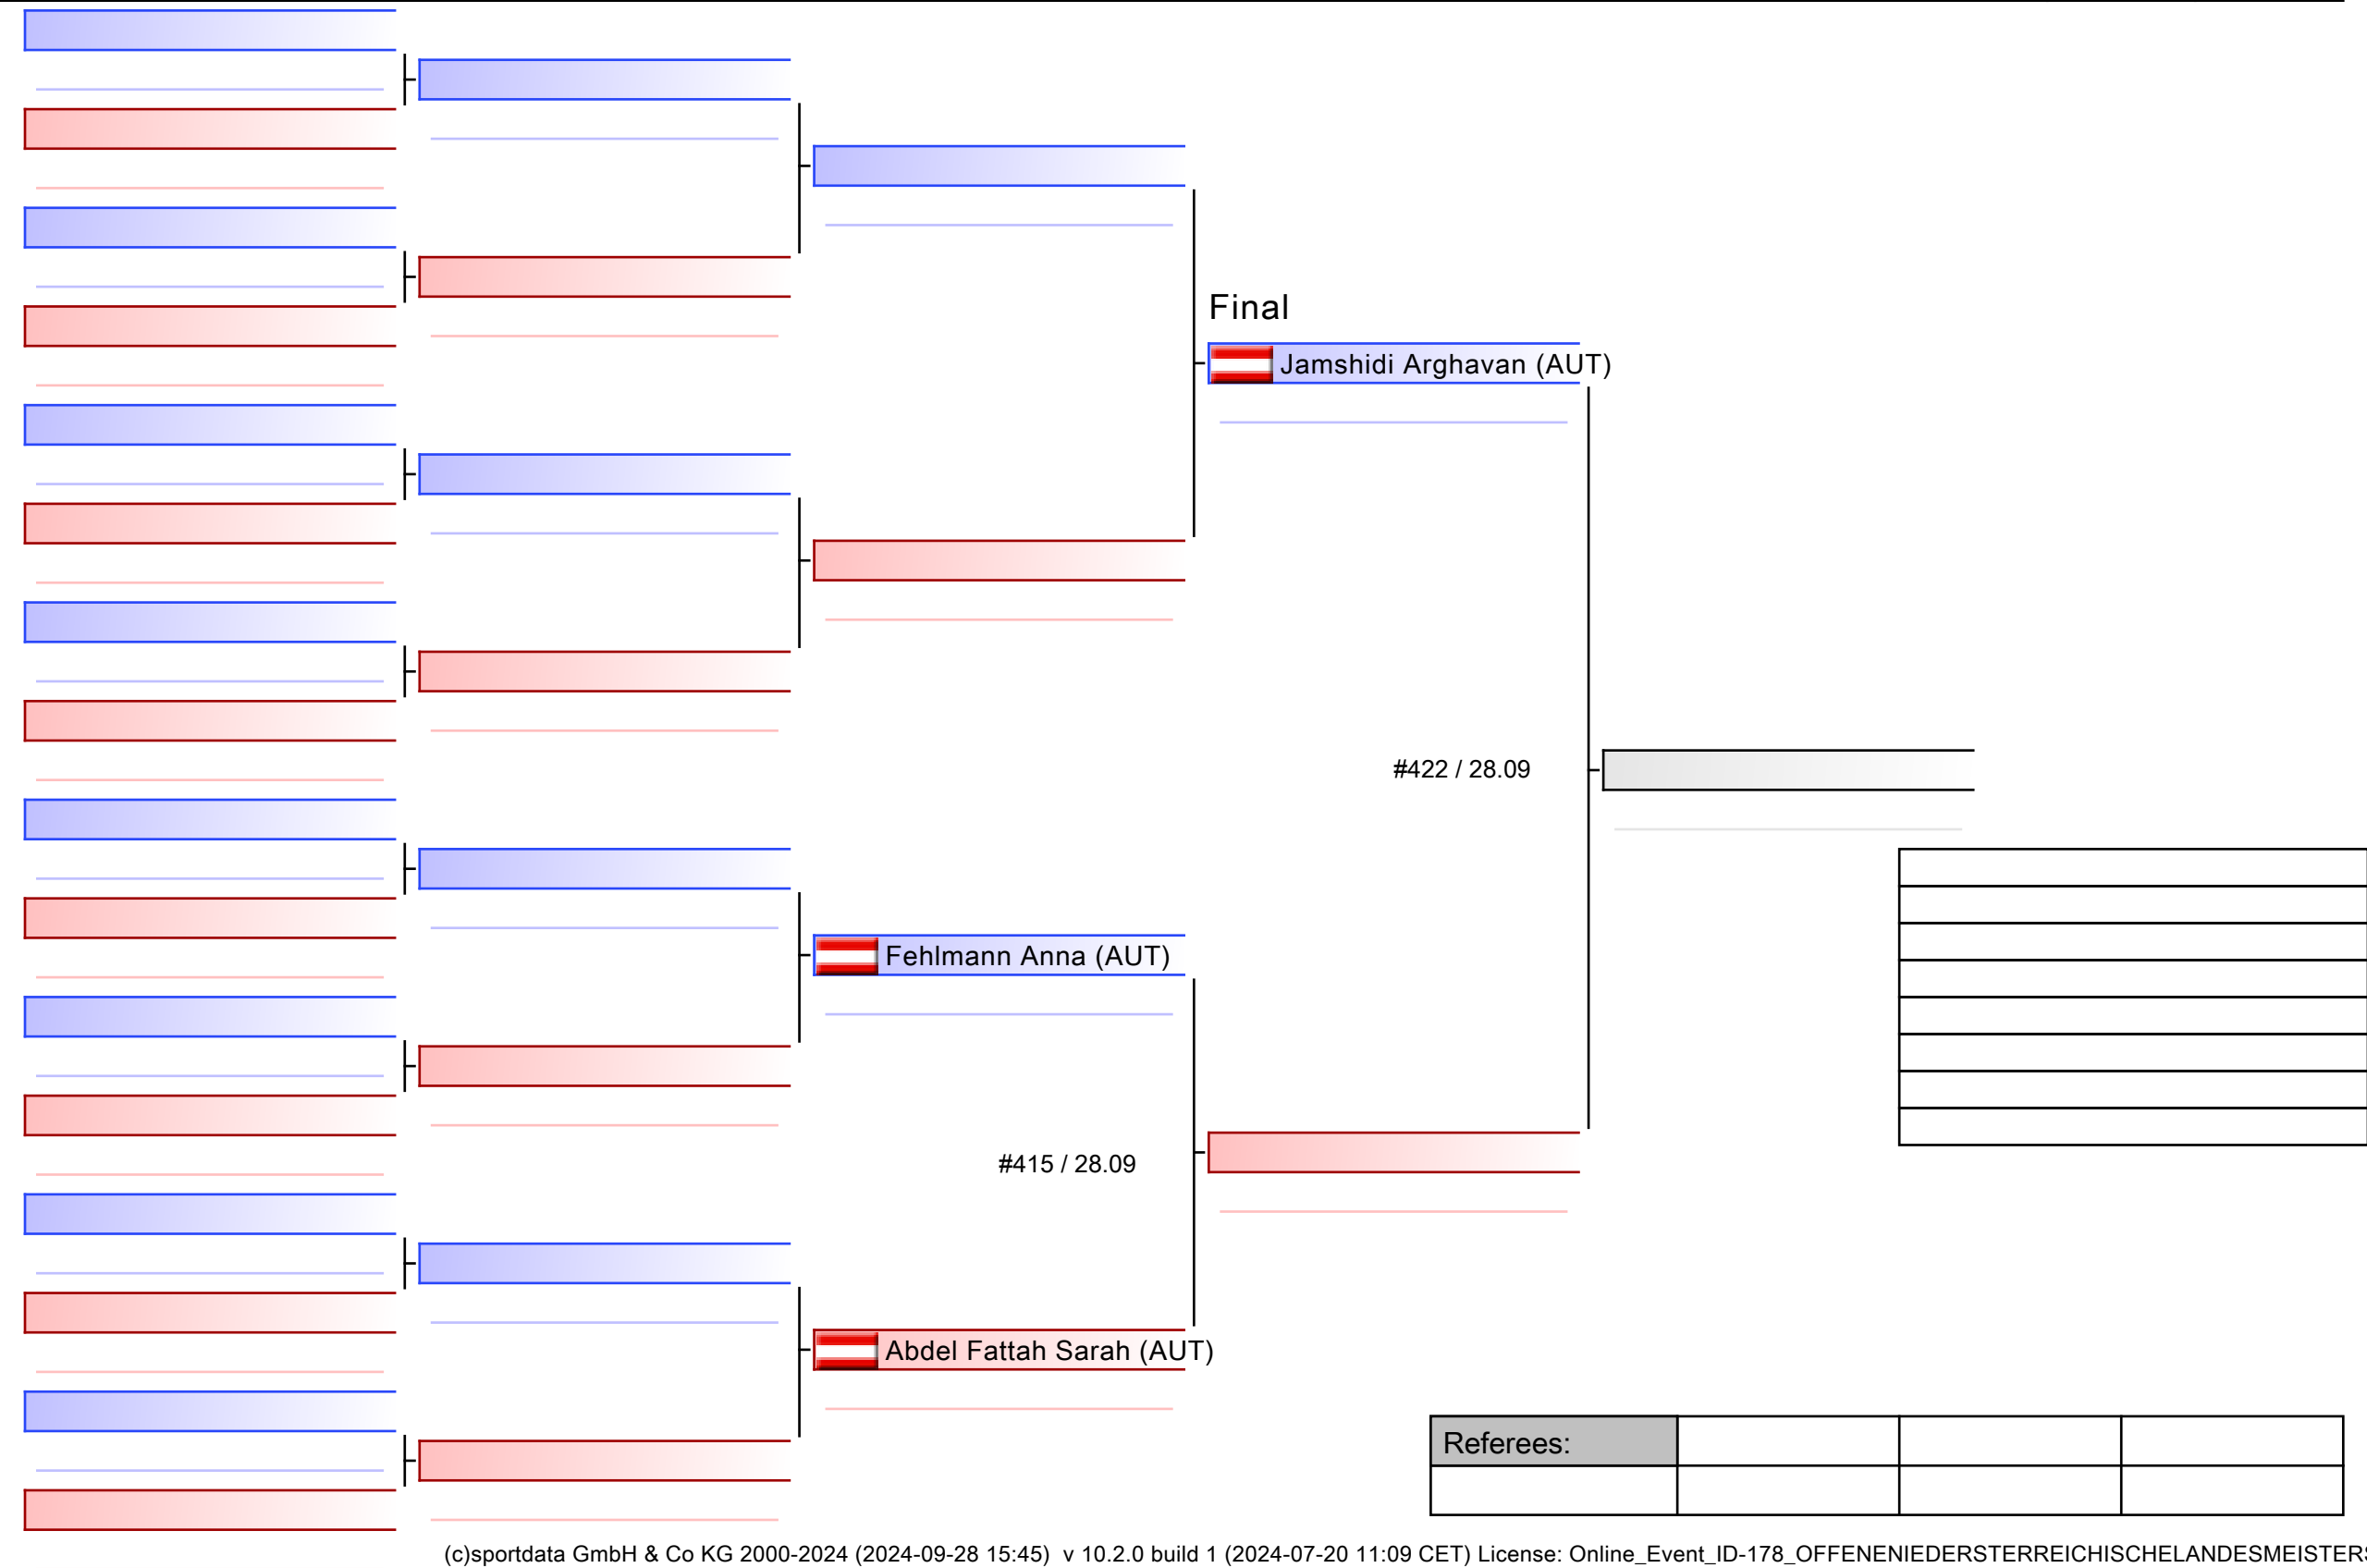 Final
Jamshidi Arghavan (AUT)
#422 / 28.09
Fehlmann Anna (AUT)
#415 / 28.09
Abdel Fattah Sarah (AUT)
Referees:
(c)sportdata GmbH & Co KG 2000-2024 (2024-09-28 15:45)  v 10.2.0 build 1 (2024-07-20 11:09 CET) License: Online_Event_ID-178_OFFENENIEDERSTERREICHISCHELANDESMEISTERS